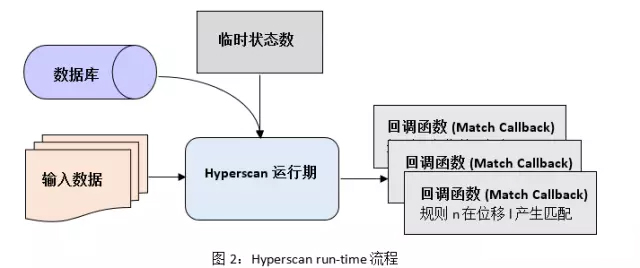 临时状态数
数据库
输入数据
Hyperscan 运行期
回调函数 (Match Callback)
回调函数 (Match Callback)
回调函数 (Match Callback)
规则 n 在位移 l 产生匹配
图 2：Hyperscan run-time 流程